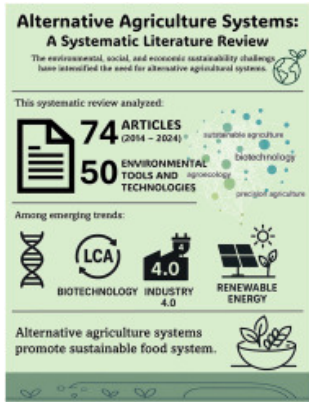 Alternative Agriculture Systems:
A Systematic Literature Review
The environmental, social, and economic sustainability challeng
have intensified the need for alternative agricultural systems.
This systematic review analyzed:
74 ARTICLES
(2014 – 2024)
50 ENVIRONMENTAL
TOOLS AND
TECHNOLOGIES
sustainable agriculture
biotechnology
agroecology
precision agriculture
Among emerging trends:
LCA
4
4.0
BIOTECHNOLOGY
INDUSTRY
4.0
RENEWABLE
ENERGY
Alternative agriculture systems
promote sustainable food system.